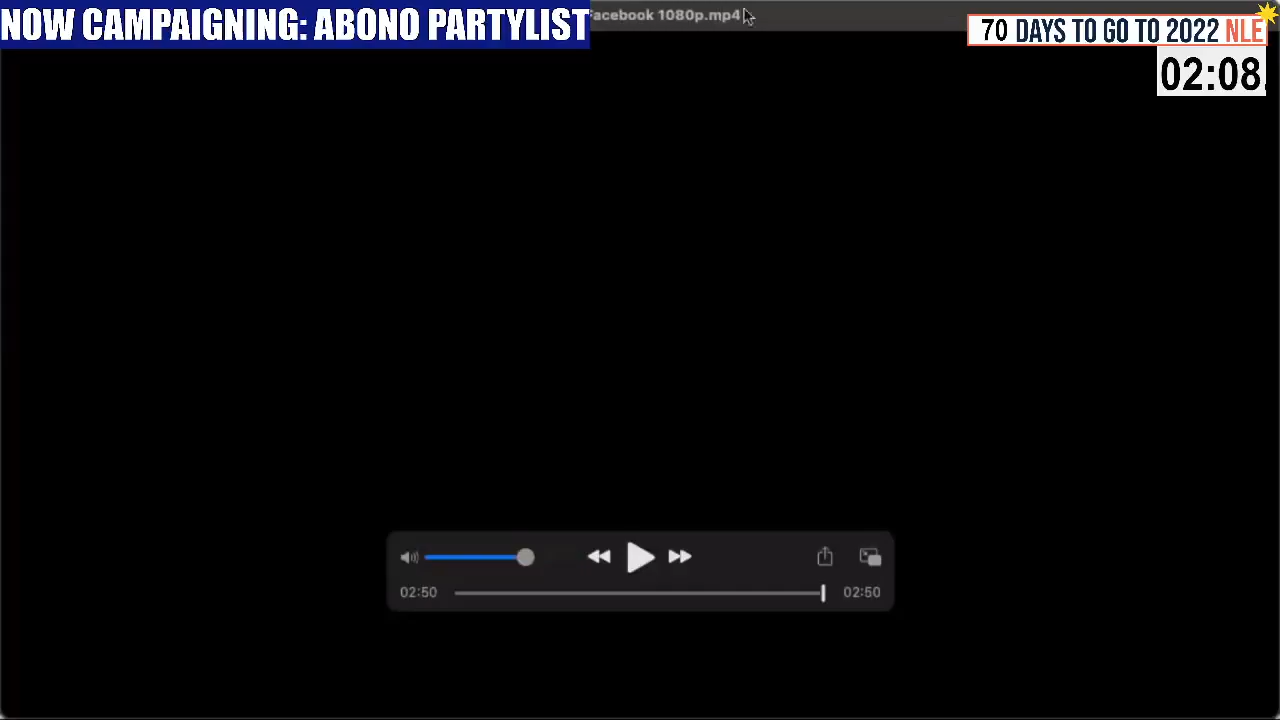 NOW CAMPAIGNING: ABONO PARTYLIST
Facebook 1080p.mp4
70 DAYS TO GO TO 2022 NLE
02:08
02:50
02:50